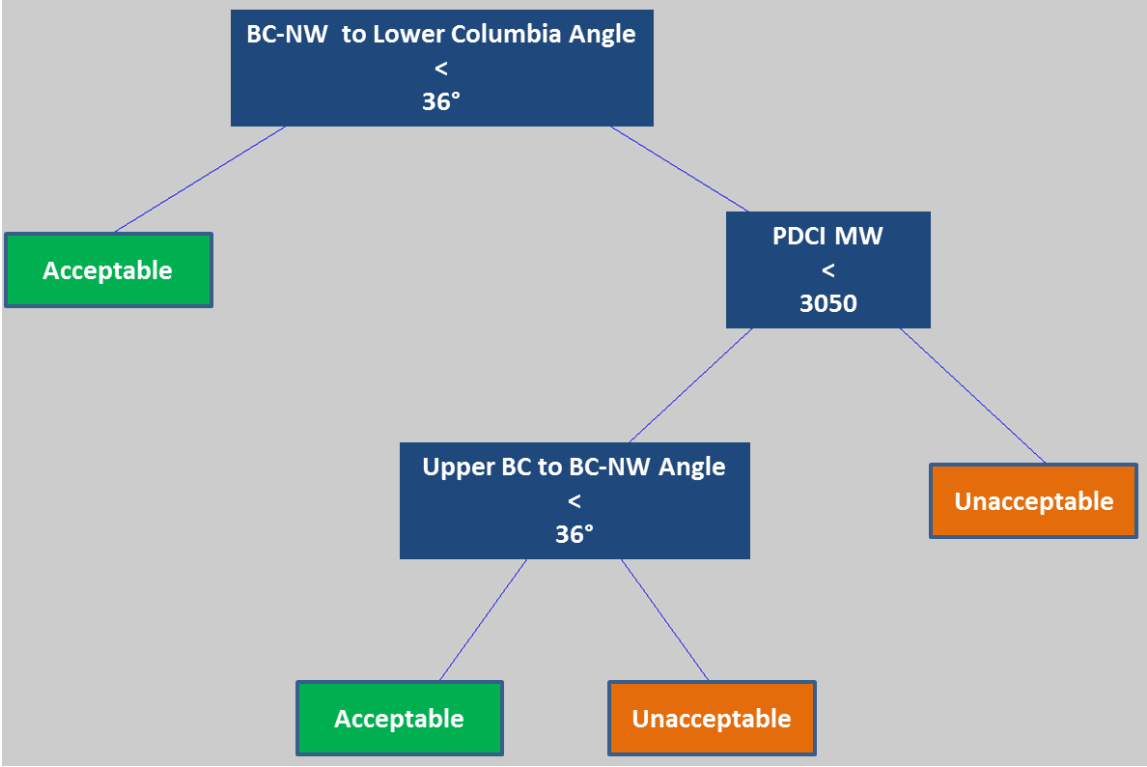 BC-NW to Lower Columbia Angle
<
36°
Acceptable
PDCI MW
<
3050
Upper BC to BC-NW Angle
<
36°
Unacceptable
Acceptable
Unacceptable